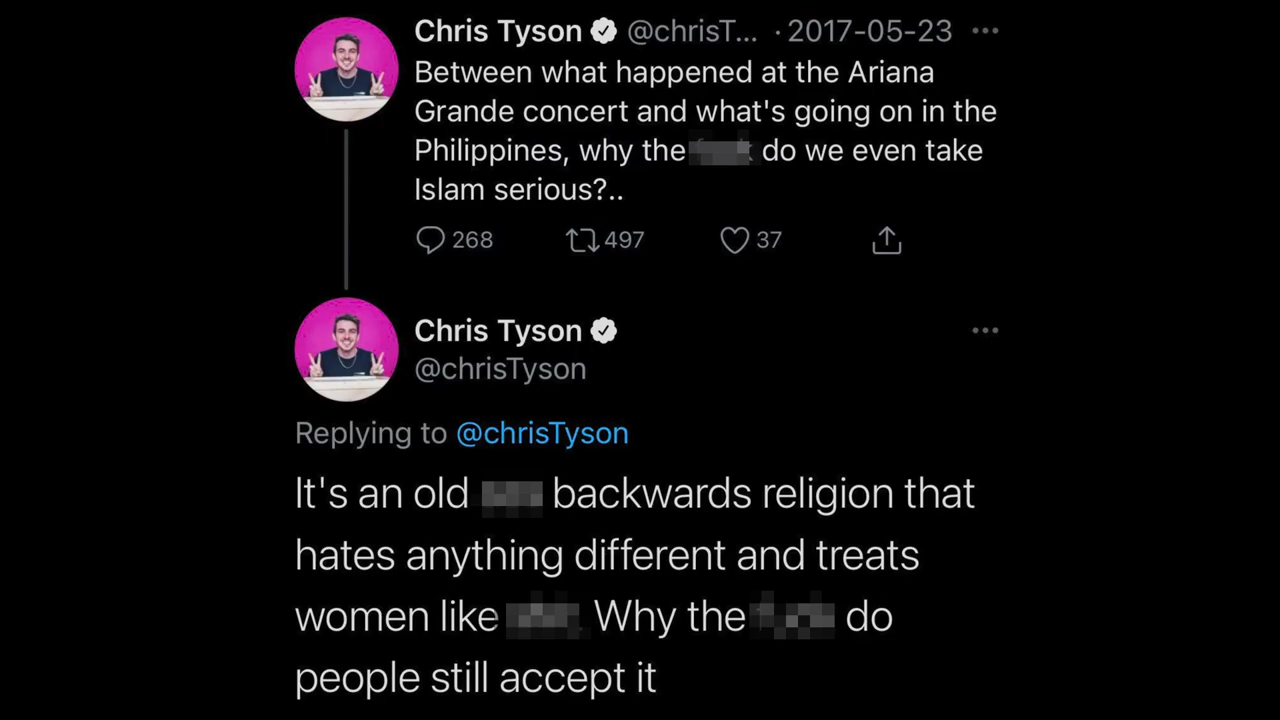 Chris Tyson @chrisT... · 2017-05-23
Between what happened at the Ariana
Grande concert and what's going on in the
Philippines, why the do we even take
Islam serious?..
268 497 37
Chris Tyson
@chrisTyson
Replying to @chrisTyson
It's an old backwards religion that
hates anything different and treats
women like . Why the do
people still accept it